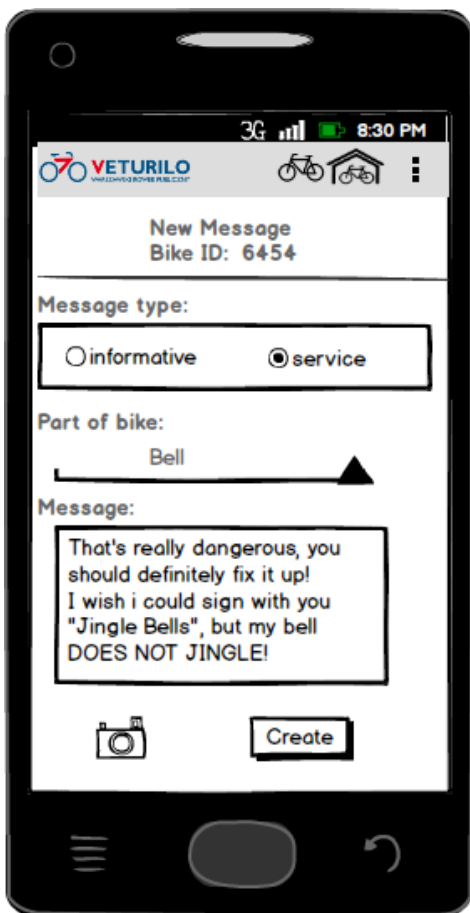 3G 8:30 PM
VETURILO
New Message
Bike ID: 6454
Message type:
informative service
Part of bike:
Bell
Message:
That's really dangerous, you
should definitely fix it up!
I wish i could sign with you
"Jingle Bells", but my bell
DOES NOT JINGLE!
Create